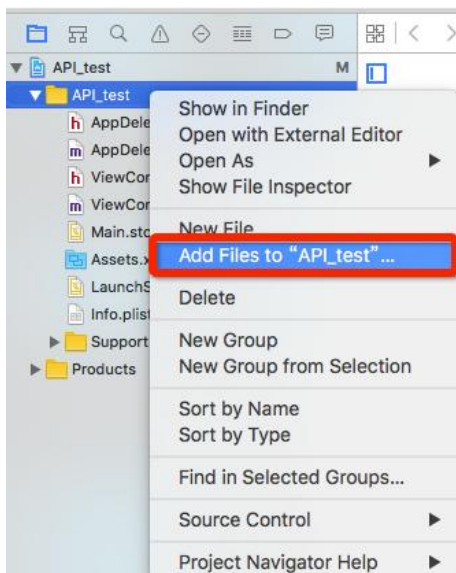 API_test
M
API_test
Show in Finder
h AppDele
Open with External Editor
m AppDele
Open As
h ViewCor
Show File Inspector
m ViewCor
New File
Main.sto
Add Files to “API_test”...
Assets.x
LaunchS
Delete
Info.plist
Support
New Group
Products
New Group from Selection
Sort by Name
Sort by Type
Find in Selected Groups...
Source Control
Project Navigator Help